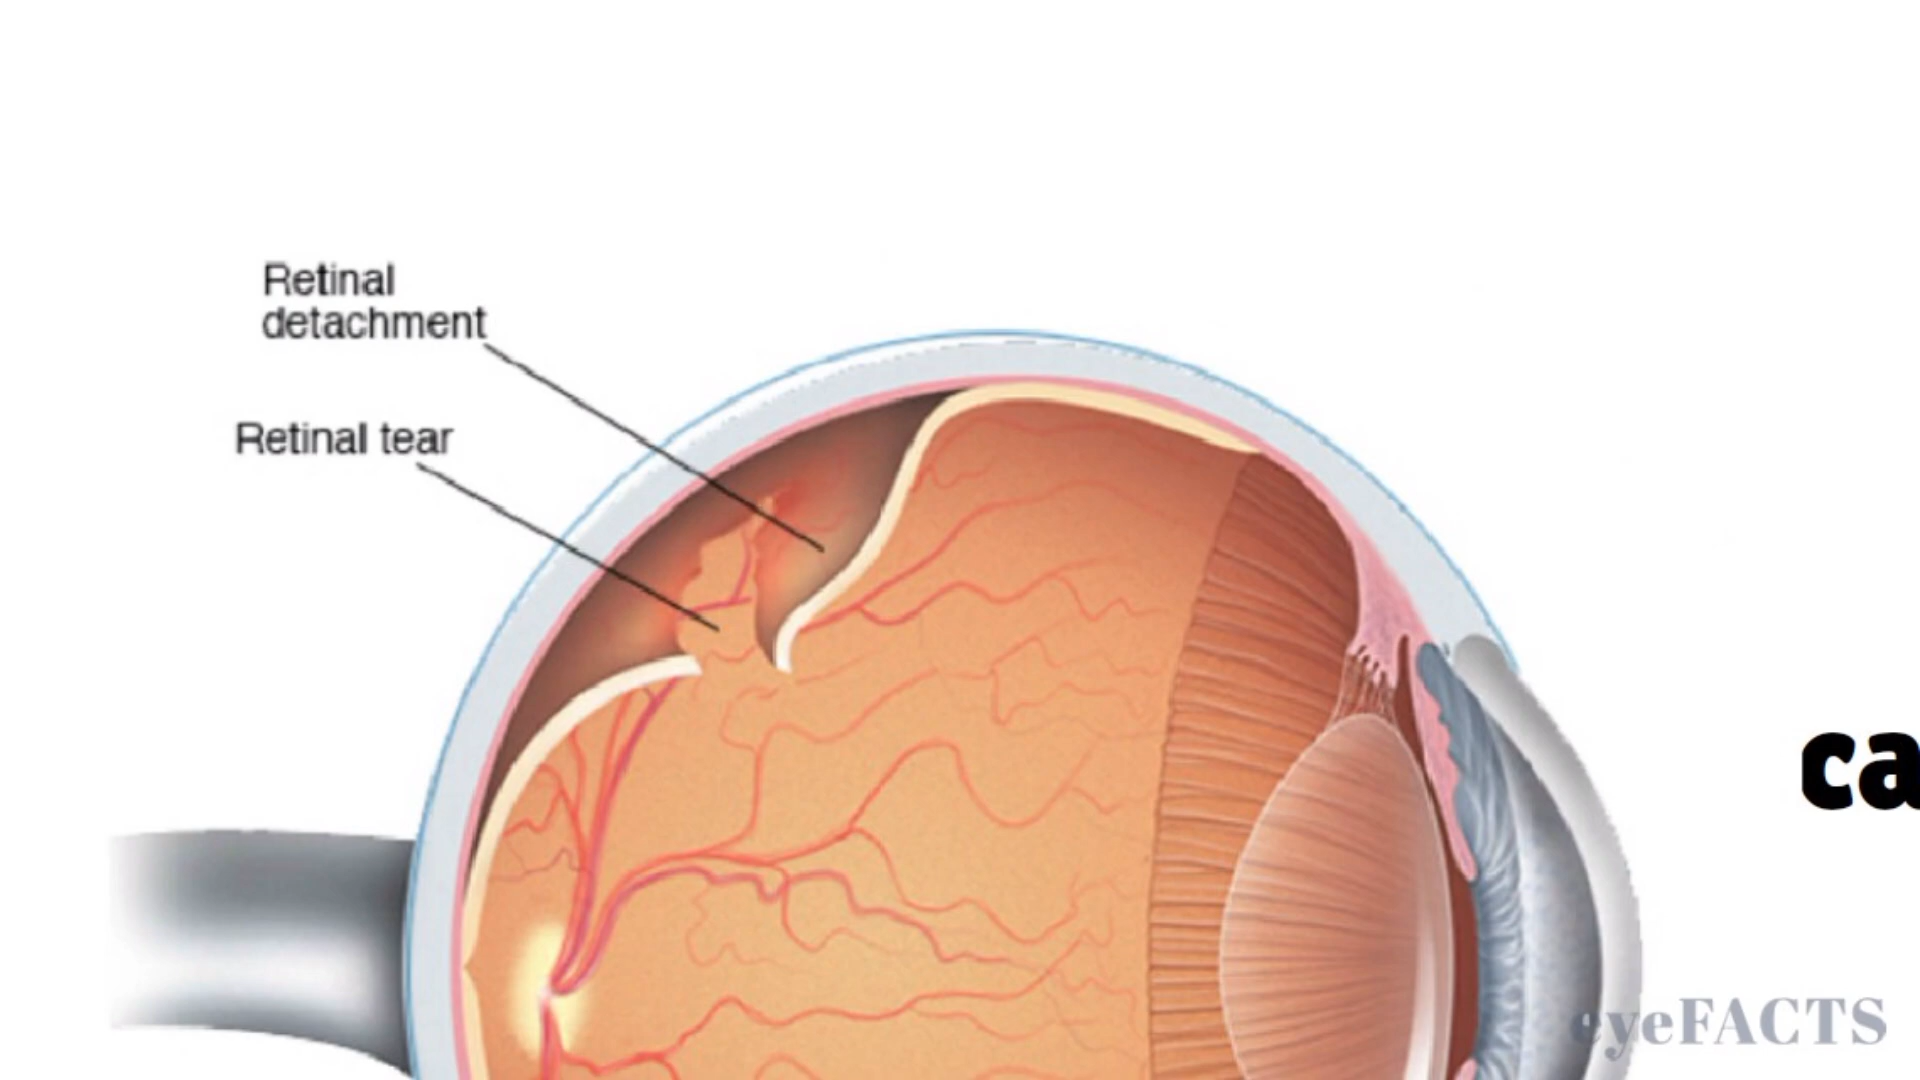 Retinal
detachment
Retinal tear
ca
eyeFACTS